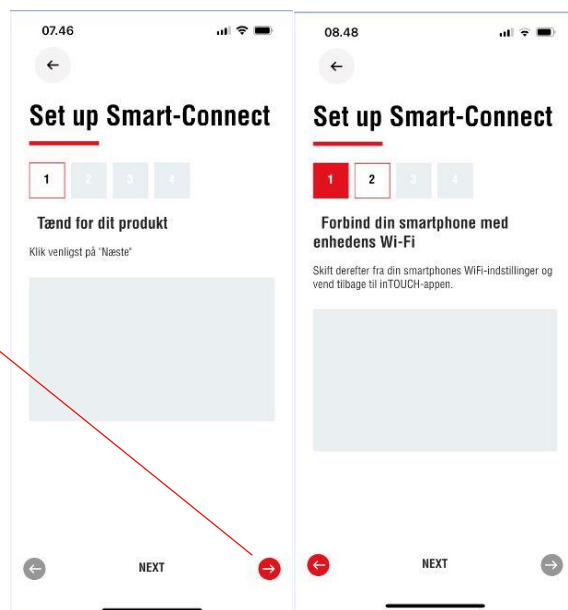 07.46
Set up Smart-Connect
1 2 3 4
Tænd for dit produkt
Klik venligst på "Næste"
NEXT
08.48
Set up Smart-Connect
1 2 3 4
Forbind din smartphone med
enhedens Wi-Fi
Skift derefter fra din smartphones WiFi-indstillinger og
vend tilbage til inTOUCH-appen.
NEXT